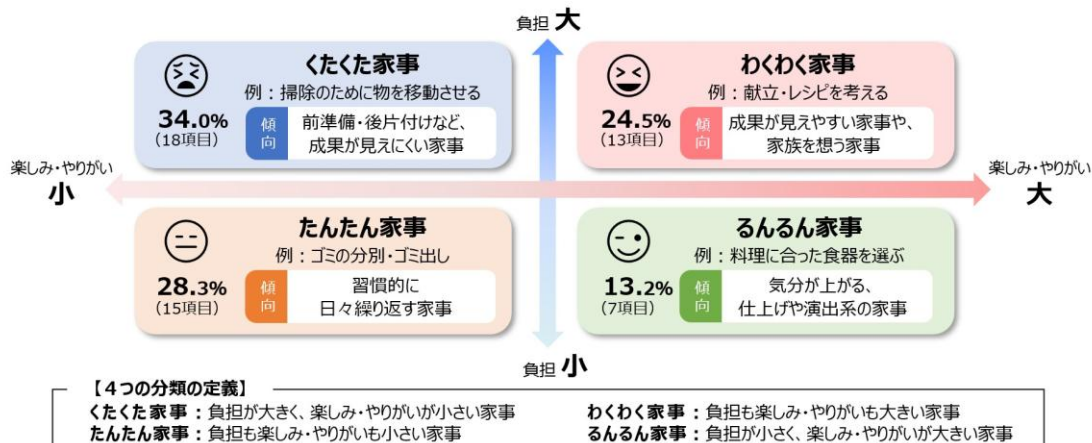 負担 大
くたくた家事
例：掃除のために物を移動させる
34.0%
(18項目)
傾向
前準備・後片付けなど、
成果が見えにくい家事
わくわく家事
例：献立・レシピを考える
24.5%
(13項目)
傾向
成果が見えやすい家事や、
家族を想う家事
楽しみ・やりがい
小
楽しみ・やりがい
大
たんたん家事
例：ゴミの分別・ゴミ出し
28.3%
(15項目)
傾向
習慣的に
日々繰り返す家事
るんるん家事
例：料理に合った食器を選ぶ
13.2%
(7項目)
傾向
気分が上がる、
仕上げや演出系の家事
負担 小
【4つの分類の定義】
くたくた家事：負担が大きく、楽しみ・やりがいが小さい家事
わくわく家事：負担も楽しみ・やりがいも大きい家事
たんたん家事：負担も楽しみ・やりがいも小さい家事
るんるん家事：負担が小さく、楽しみ・やりがいが大きい家事